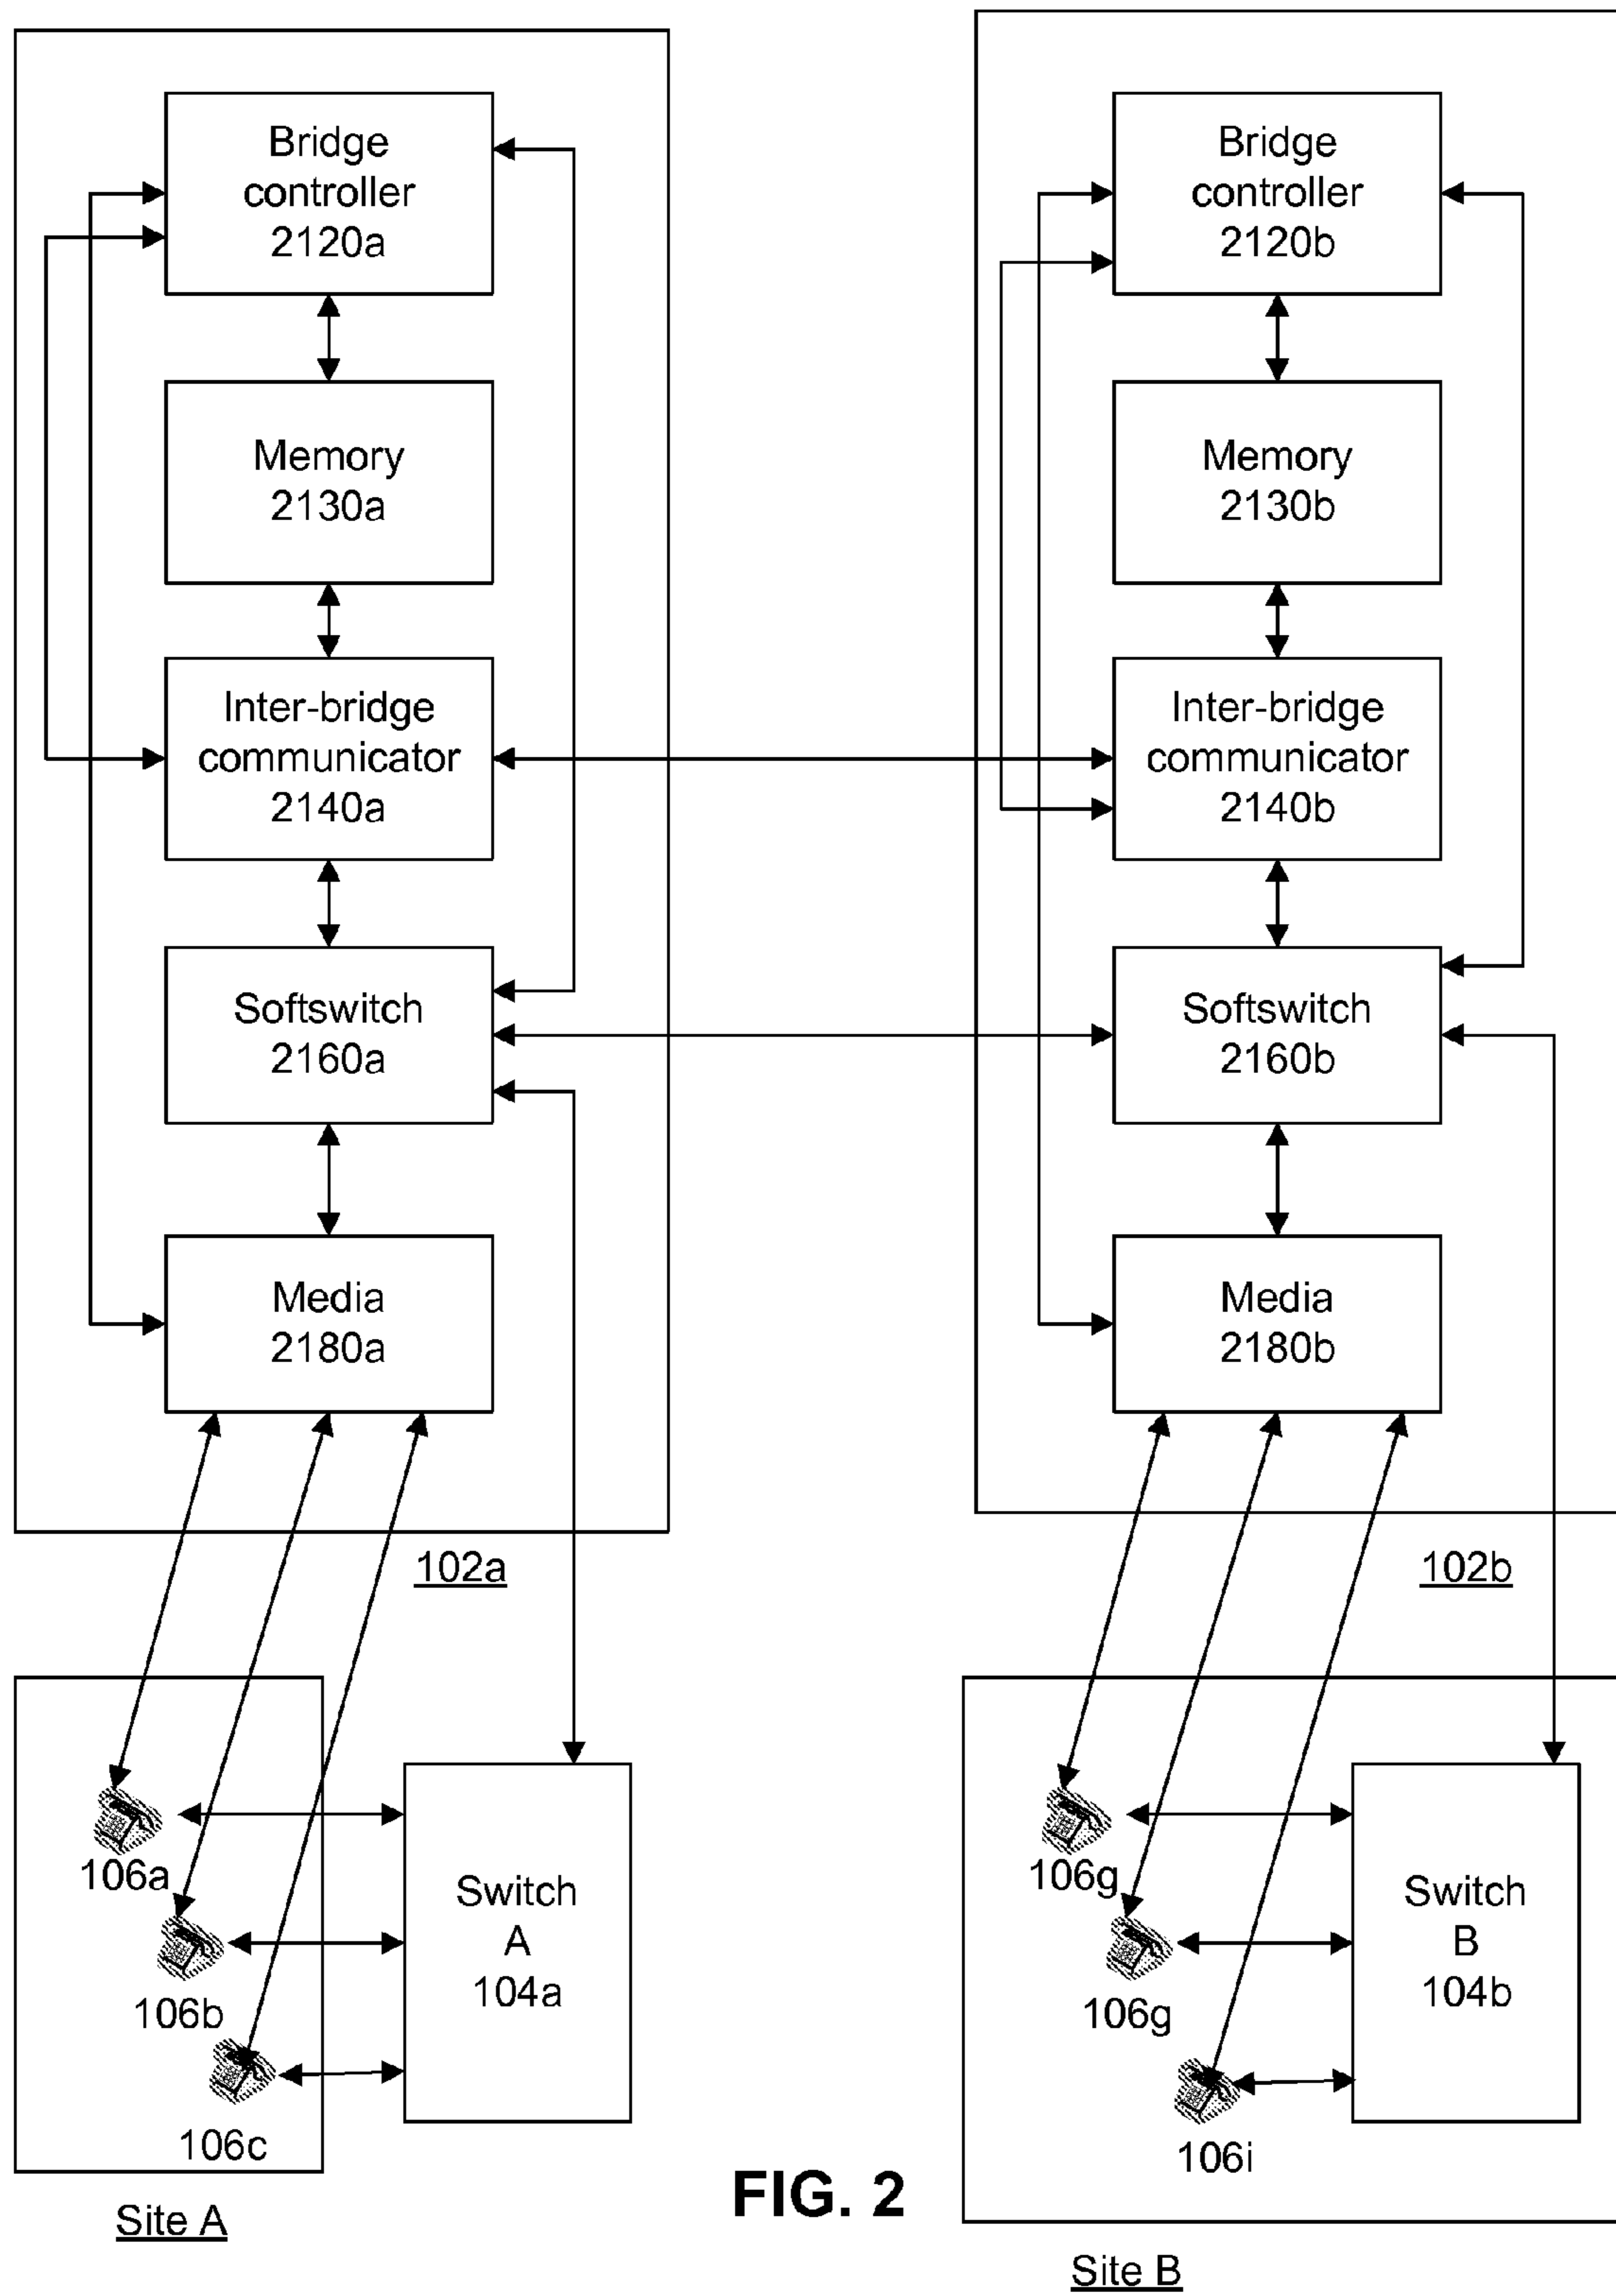 Bridge
controller
2120a
Memory
2130a
Inter-bridge
communicator
2140a
Softswitch
2160a
Media
2180a
102a
Bridge
controller
2120b
Memory
2130b
Inter-bridge
communicator
2140b
Softswitch
2160b
Media
2180b
102b
106a
106b
106c
Switch
A
104a
Site A
106g
106g
106i
Switch
B
104b
Site B
FIG. 2